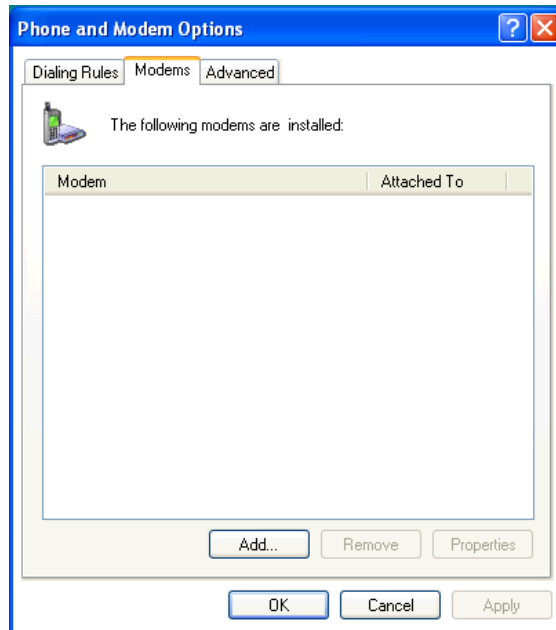 Phone and Modem Options
Dialing Rules Modems Advanced
The following modems are installed:
Modem Attached To
Add... Remove Properties
OK Cancel Apply